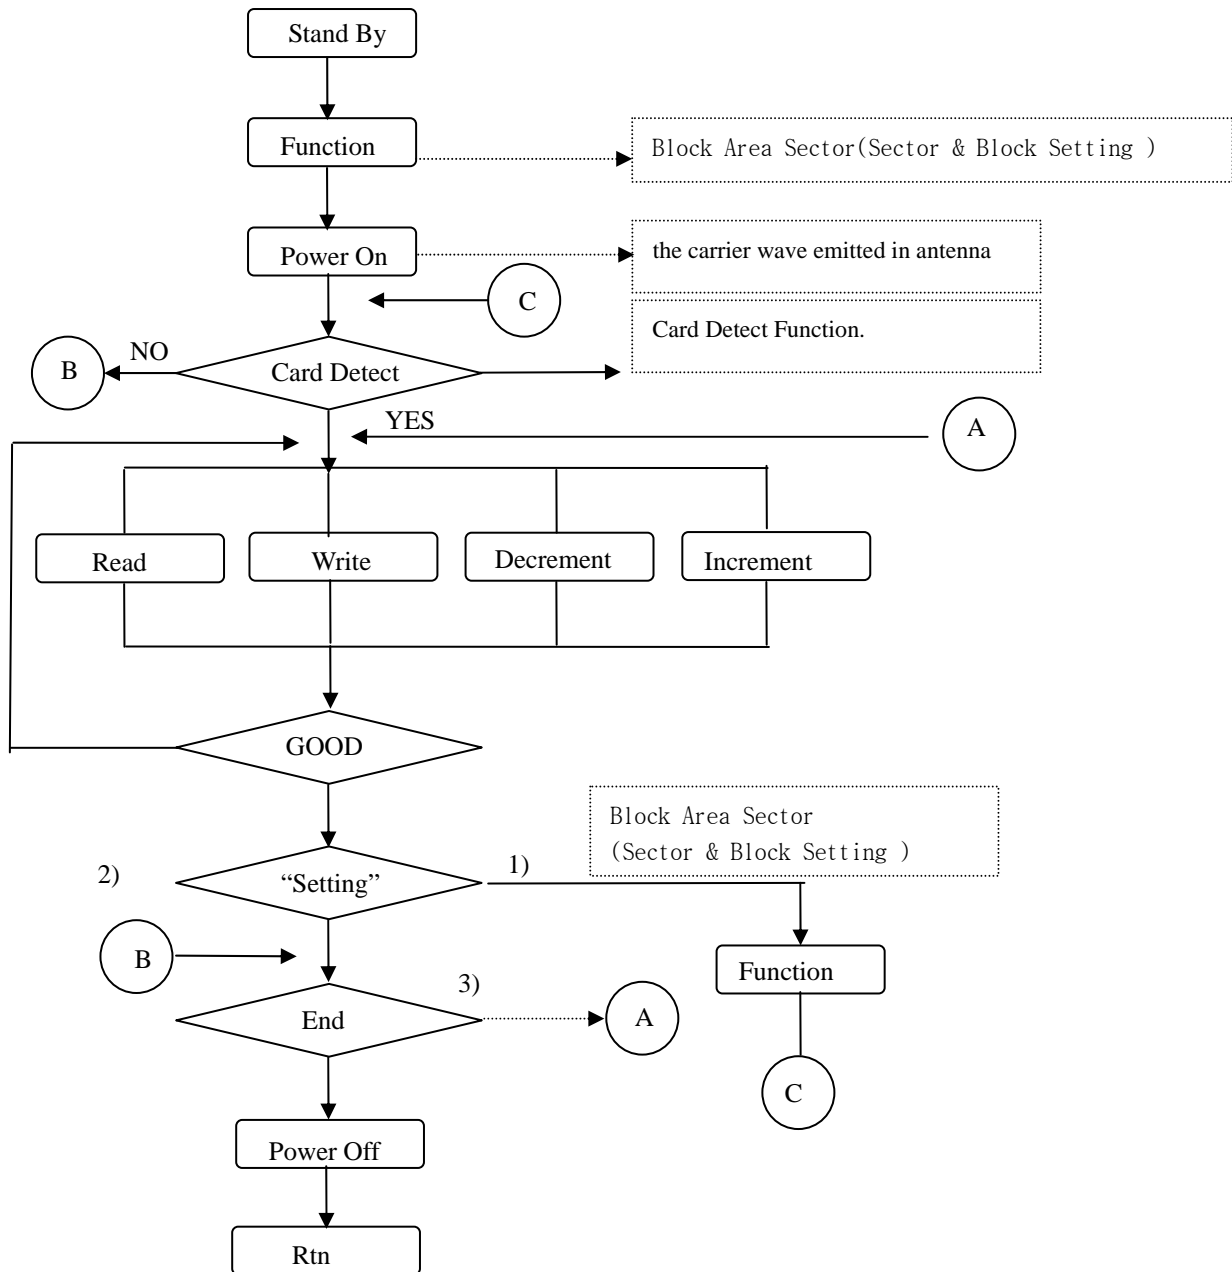 Stand By
Function
Block Area Sector(Sector & Block Setting )
Power On
the carrier wave emitted in antenna
C
Card Detect Function.
B
NO
Card Detect
YES
A
Read
Write
Decrement
Increment
GOOD
Block Area Sector
(Sector & Block Setting )
2)
“Setting”
1)
B
Function
3)
End
A
C
Power Off
Rtn